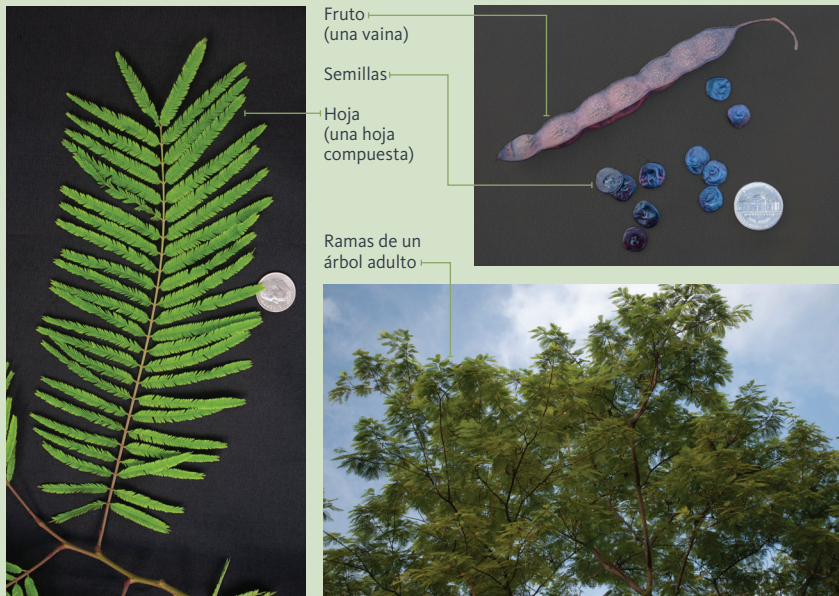 Fruto
(una vaina)
Semillas
Hoja
(una hoja
compuesta)
Ramas de un
árbol adulto